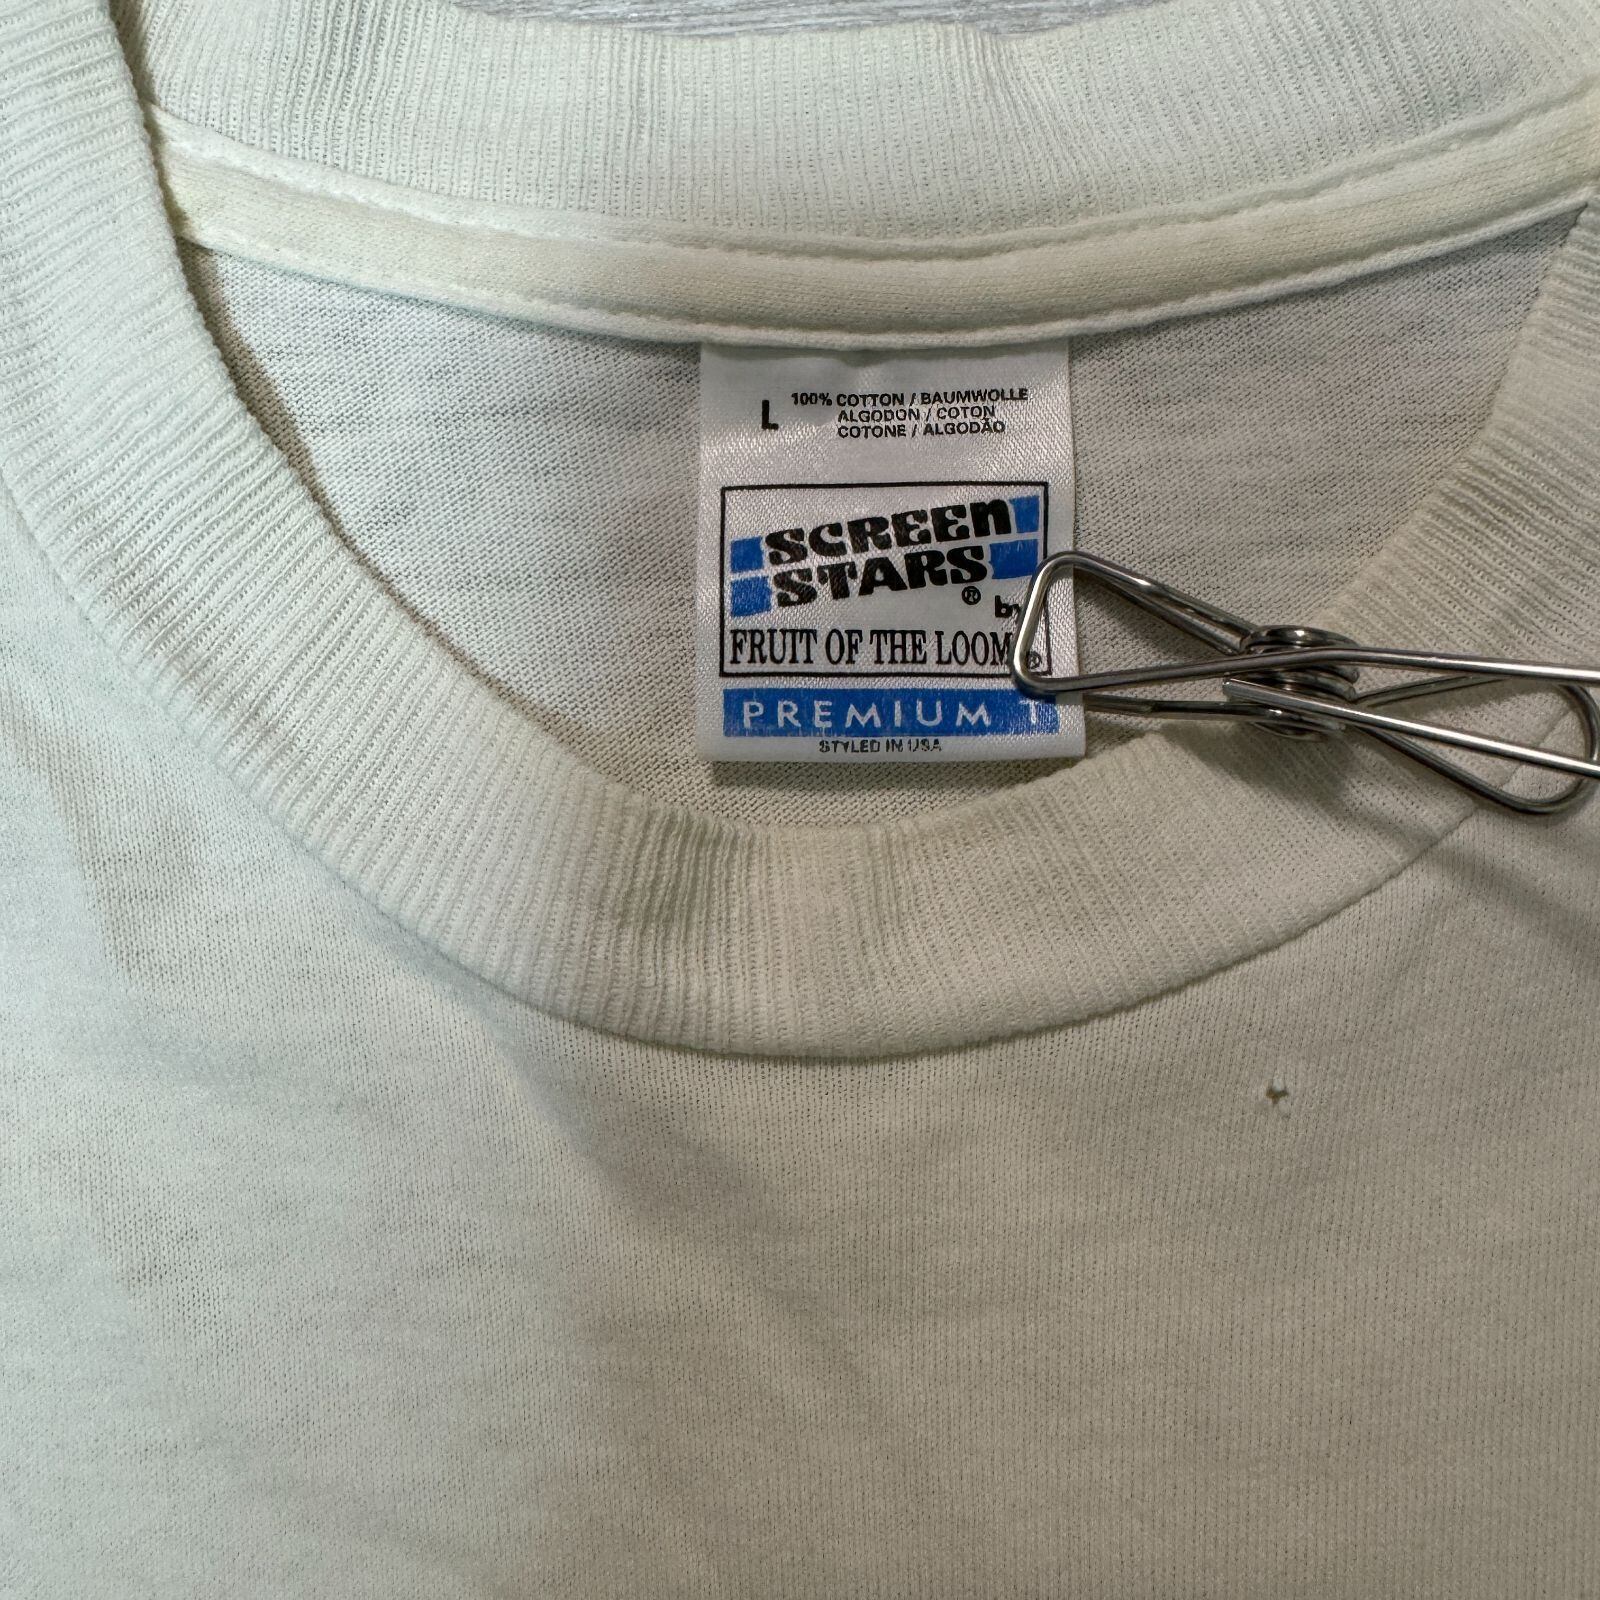 L
100% COTTON / BAUMWOLLE
ALGODON / COTON
COTONE / ALGODÃO
SCREEN
STARS®
by
FRUIT OF THE LOOM®
PREMIUM T
STYLED IN USA